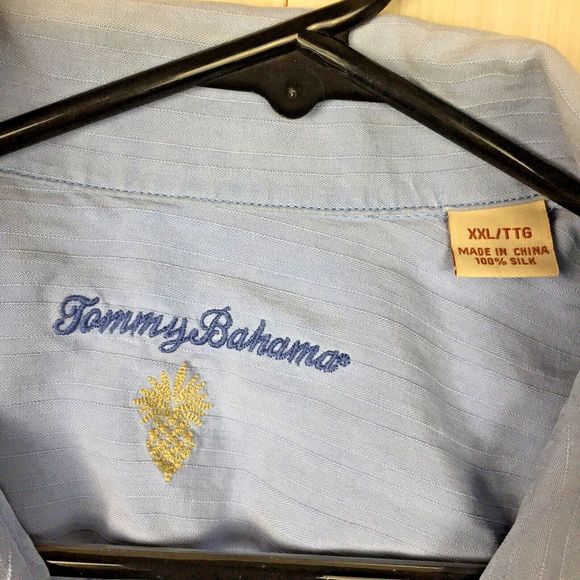 XXL/TTG
MADE IN CHINA
100% SILK
Tommy Bahama®